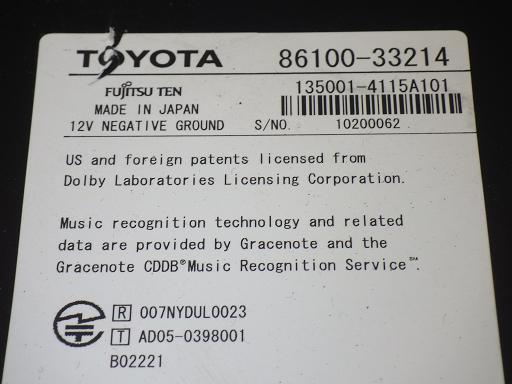 TOYOTA 86100-33214
FUJITSU TEN 135001-4115A101
MADE IN JAPAN
12V NEGATIVE GROUND S/NO. 10200062
US and foreign patents licensed from
Dolby Laboratories Licensing Corporation.
Music recognition technology and related
data are provided by Gracenote and the
Gracenote CDDB® Music Recognition Service℠.
R 007NYDUL0023
T AD05-0398001
B02221